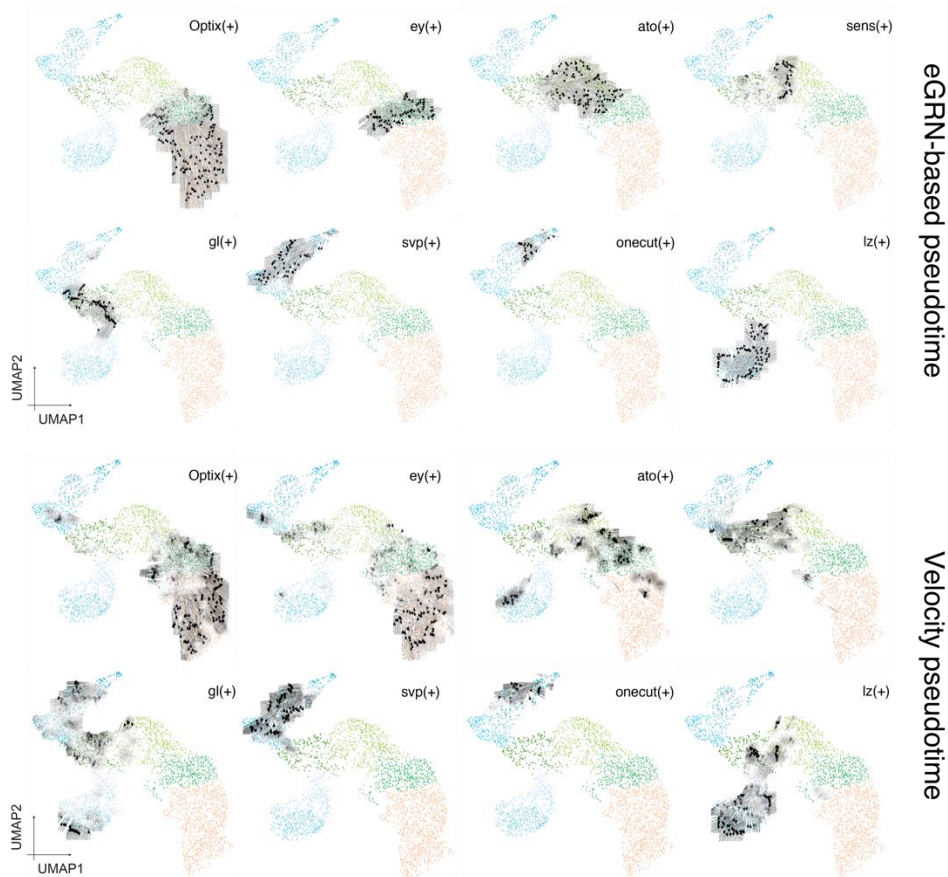 Optix(+)
ey(+)
ato(+)
sens(+)
gl(+)
svp(+)
onecut(+)
lz(+)
UMAP2
UMAP1
eGRN-based pseudotime
Optix(+)
ey(+)
ato(+)
gl(+)
svp(+)
onecut(+)
lz(+)
UMAP2
UMAP1
Velocity pseudotime